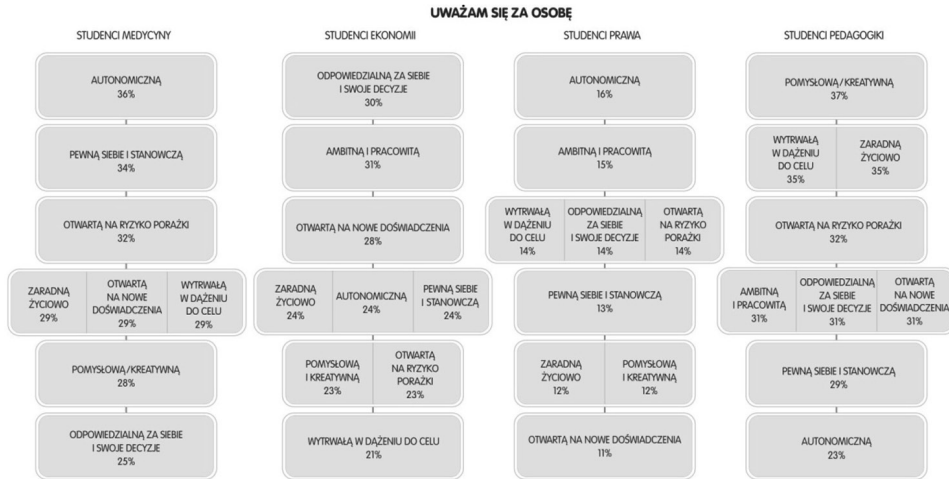 UWAŻAM SIĘ ZA OSOBĘ
STUDENCI MEDYCYNY
AUTONOMICZNĄ
36%
PEWNĄ SIEBIE I STANOWCZĄ
34%
OTWARTĄ NA RYZYKO PORAŻKI
32%
ZARADNĄ
ŻYCIOWO
29%
OTWARTĄ
NA NOWE
DOŚWIADCZENIA
29%
WYTRWAŁĄ
W DĄŻENIU
DO CELU
29%
POMYSŁOWĄ/KREATYWNĄ
28%
ODPOWIEDZIALNĄ ZA SIEBIE
I SWOJE DECYZJE
25%
STUDENCI EKONOMII
ODPOWIEDZIALNĄ ZA SIEBIE
I SWOJE DECYZJE
30%
AMBITNĄ I PRACOWITĄ
31%
OTWARTĄ NA NOWE DOŚWIADCZENIA
28%
ZARADNĄ
ŻYCIOWO
24%
AUTONOMICZNĄ
24%
PEWNĄ SIEBIE
I STANOWCZĄ
24%
POMYSŁOWĄ
I KREATYWNĄ
23%
OTWARTĄ
NA RYZYKO
PORAŻKI
23%
WYTRWAŁĄ W DĄŻENIU DO CELU
21%
STUDENCI PRAWA
AUTONOMICZNĄ
16%
AMBITNĄ I PRACOWITĄ
15%
WYTRWAŁĄ
W DĄŻENIU
DO CELU
14%
ODPOWIEDZIALNĄ
ZA SIEBIE
I SWOJE DECYZJE
14%
OTWARTĄ
NA RYZYKO
PORAŻKI
14%
PEWNĄ SIEBIE I STANOWCZĄ
13%
ZARADNĄ
ŻYCIOWO
12%
POMYSŁOWĄ
I KREATYWNĄ
12%
OTWARTĄ NA NOWE DOŚWIADCZENIA
11%
STUDENCI PEDAGOGIKI
POMYSŁOWĄ/KREATYWNĄ
37%
WYTRWAŁĄ
W DĄŻENIU
DO CELU
35%
ZARADNĄ
ŻYCIOWO
35%
OTWARTĄ NA RYZYKO PORAŻKI
32%
AMBITNĄ
I PRACOWITĄ
31%
ODPOWIEDZIALNĄ
ZA SIEBIE
I SWOJE DECYZJE
31%
OTWARTĄ
NA NOWE
DOŚWIADCZENIA
31%
PEWNĄ SIEBIE I STANOWCZĄ
29%
AUTONOMICZNĄ
23%